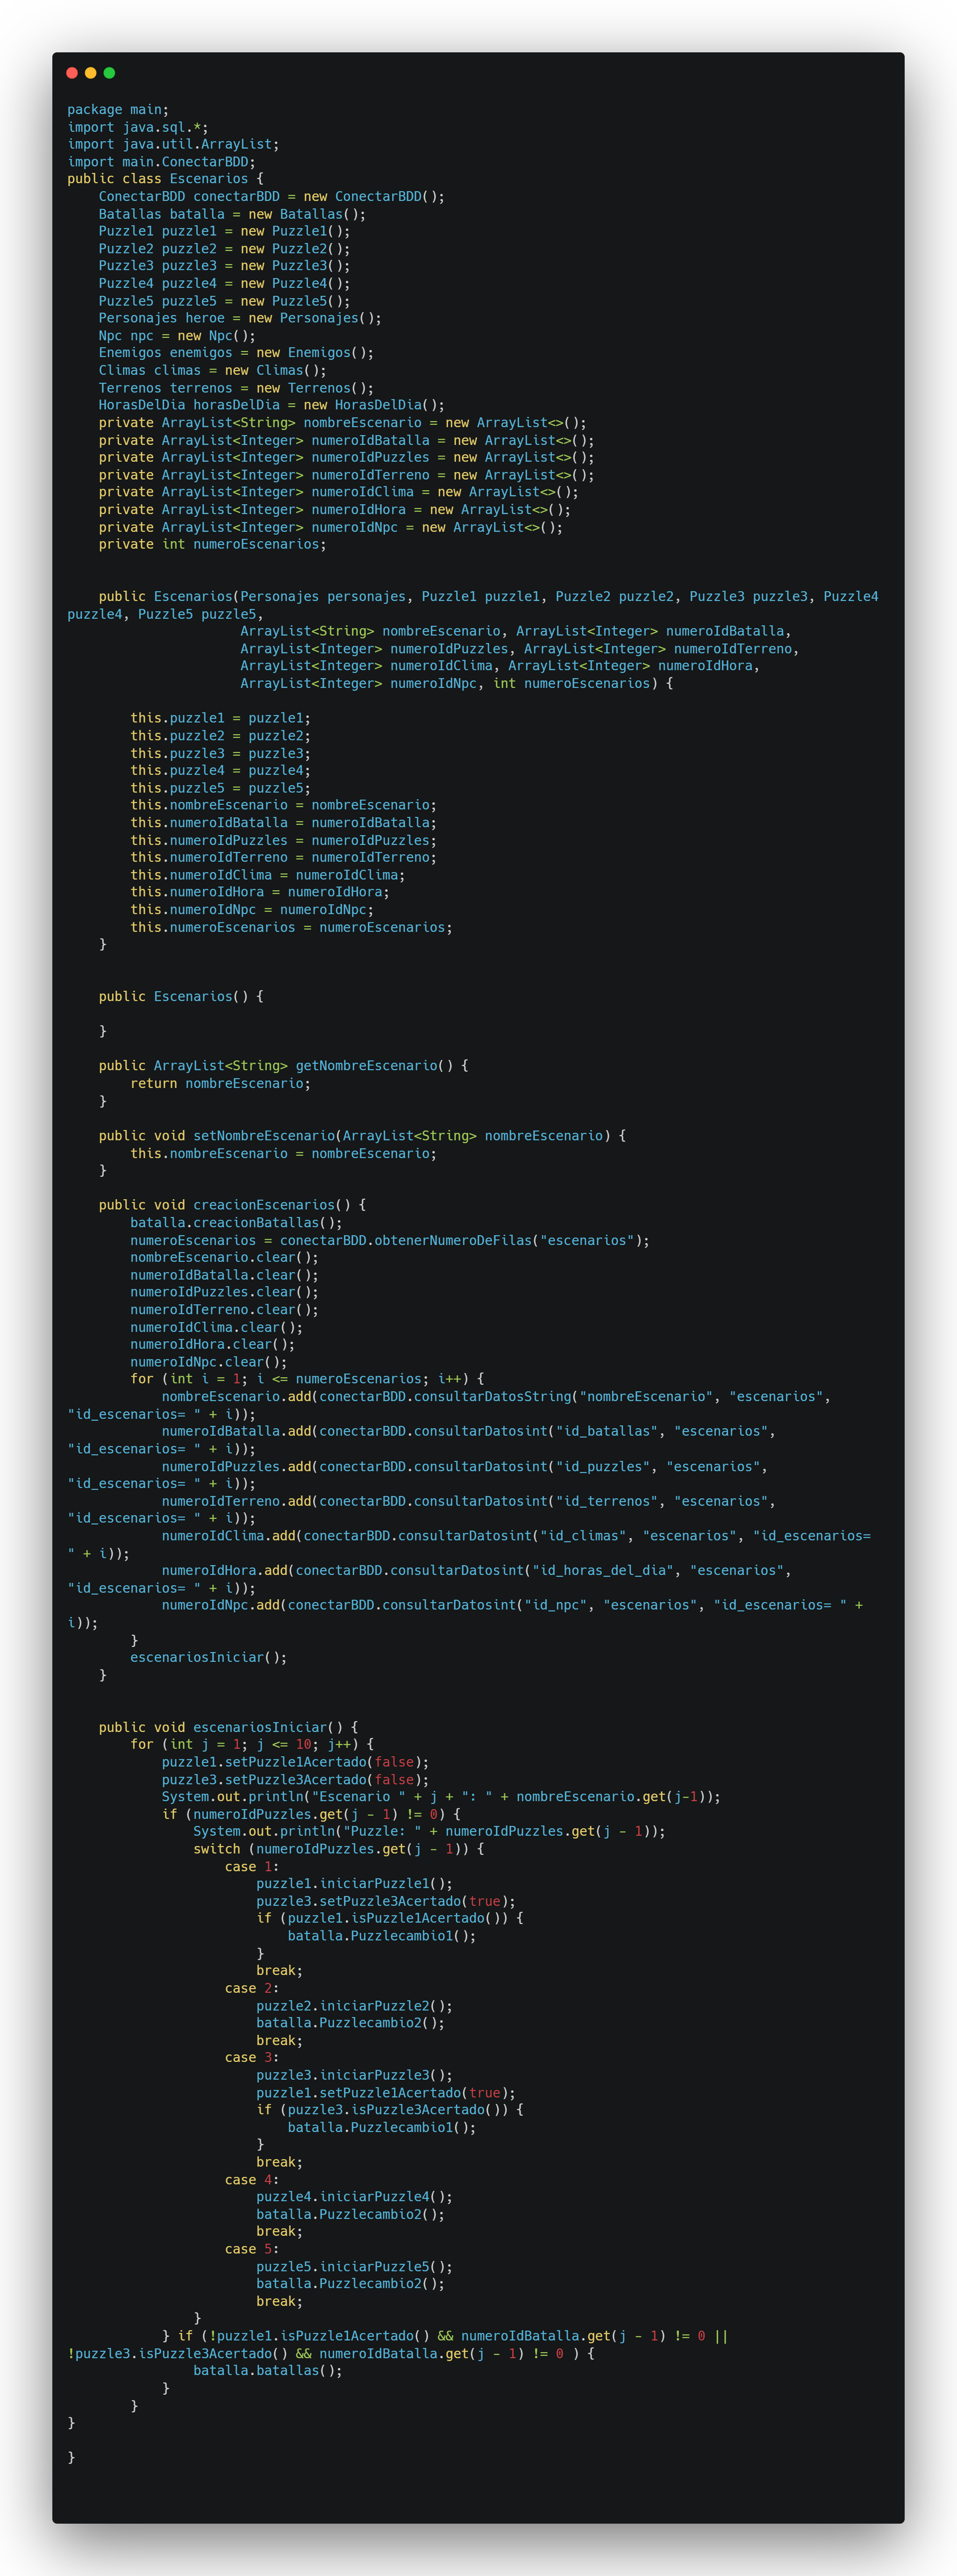 package main;
import java.sql.*;
import java.util.ArrayList;
import main.ConectarBDD;
public class Escenarios {
    ConectarBDD conectarBDD = new ConectarBDD();
    Batallas batalla = new Batallas();
    Puzzle1 puzzle1 = new Puzzle1();
    Puzzle2 puzzle2 = new Puzzle2();
    Puzzle3 puzzle3 = new Puzzle3();
    Puzzle4 puzzle4 = new Puzzle4();
    Puzzle5 puzzle5 = new Puzzle5();
    Personajes heroe = new Personajes();
    Npc npc = new Npc();
    Enemigos enemigos = new Enemigos();
    Climas climas = new Climas();
    Terrenos terrenos = new Terrenos();
    HorasDelDia horasDelDia = new HorasDelDia();
    private ArrayList<String> nombreEscenario = new ArrayList<>();
    private ArrayList<Integer> numeroIdBatalla = new ArrayList<>();
    private ArrayList<Integer> numeroIdPuzzles = new ArrayList<>();
    private ArrayList<Integer> numeroIdTerreno = new ArrayList<>();
    private ArrayList<Integer> numeroIdClima = new ArrayList<>();
    private ArrayList<Integer> numeroIdHora = new ArrayList<>();
    private ArrayList<Integer> numeroIdNpc = new ArrayList<>();
    private int numeroEscenarios;


    public Escenarios(Personajes personajes, Puzzle1 puzzle1, Puzzle2 puzzle2, Puzzle3 puzzle3, Puzzle4
puzzle4, Puzzle5 puzzle5,
                      ArrayList<String> nombreEscenario, ArrayList<Integer> numeroIdBatalla,
                      ArrayList<Integer> numeroIdPuzzles, ArrayList<Integer> numeroIdTerreno,
                      ArrayList<Integer> numeroIdClima, ArrayList<Integer> numeroIdHora,
                      ArrayList<Integer> numeroIdNpc, int numeroEscenarios) {

        this.puzzle1 = puzzle1;
        this.puzzle2 = puzzle2;
        this.puzzle3 = puzzle3;
        this.puzzle4 = puzzle4;
        this.puzzle5 = puzzle5;
        this.nombreEscenario = nombreEscenario;
        this.numeroIdBatalla = numeroIdBatalla;
        this.numeroIdPuzzles = numeroIdPuzzles;
        this.numeroIdTerreno = numeroIdTerreno;
        this.numeroIdClima = numeroIdClima;
        this.numeroIdHora = numeroIdHora;
        this.numeroIdNpc = numeroIdNpc;
        this.numeroEscenarios = numeroEscenarios;
    }


    public Escenarios() {

    }

    public ArrayList<String> getNombreEscenario() {
        return nombreEscenario;
    }

    public void setNombreEscenario(ArrayList<String> nombreEscenario) {
        this.nombreEscenario = nombreEscenario;
    }

    public void creacionEscenarios() {
        batalla.creacionBatallas();
        numeroEscenarios = conectarBDD.obtenerNumeroDeFilas("escenarios");
        nombreEscenario.clear();
        numeroIdBatalla.clear();
        numeroIdPuzzles.clear();
        numeroIdTerreno.clear();
        numeroIdClima.clear();
        numeroIdHora.clear();
        numeroIdNpc.clear();
        for (int i = 1; i <= numeroEscenarios; i++) {
            nombreEscenario.add(conectarBDD.consultarDatosString("nombreEscenario", "escenarios",
"id_escenarios= " + i));
            numeroIdBatalla.add(conectarBDD.consultarDatosint("id_batallas", "escenarios",
"id_escenarios= " + i));
            numeroIdPuzzles.add(conectarBDD.consultarDatosint("id_puzzles", "escenarios",
"id_escenarios= " + i));
            numeroIdTerreno.add(conectarBDD.consultarDatosint("id_terrenos", "escenarios",
"id_escenarios= " + i));
            numeroIdClima.add(conectarBDD.consultarDatosint("id_climas", "escenarios", "id_escenarios=
" + i));
            numeroIdHora.add(conectarBDD.consultarDatosint("id_horas_del_dia", "escenarios",
"id_escenarios= " + i));
            numeroIdNpc.add(conectarBDD.consultarDatosint("id_npc", "escenarios", "id_escenarios= " +
i));
        }
        escenariosIniciar();
    }


    public void escenariosIniciar() {
        for (int j = 1; j <= 10; j++) {
            puzzle1.setPuzzle1Acertado(false);
            puzzle3.setPuzzle3Acertado(false);
            System.out.println("Escenario " + j + ": " + nombreEscenario.get(j-1));
            if (numeroIdPuzzles.get(j - 1) != 0) {
                System.out.println("Puzzle: " + numeroIdPuzzles.get(j - 1));
                switch (numeroIdPuzzles.get(j - 1)) {
                    case 1:
                        puzzle1.iniciarPuzzle1();
                        puzzle3.setPuzzle3Acertado(true);
                        if (puzzle1.isPuzzle1Acertado()) {
                            batalla.Puzzlecambio1();
                        }
                        break;
                    case 2:
                        puzzle2.iniciarPuzzle2();
                        batalla.Puzzlecambio2();
                        break;
                    case 3:
                        puzzle3.iniciarPuzzle3();
                        puzzle1.setPuzzle1Acertado(true);
                        if (puzzle3.isPuzzle3Acertado()) {
                            batalla.Puzzlecambio1();
                        }
                        break;
                    case 4:
                        puzzle4.iniciarPuzzle4();
                        batalla.Puzzlecambio2();
                        break;
                    case 5:
                        puzzle5.iniciarPuzzle5();
                        batalla.Puzzlecambio2();
                        break;
                }
            } if (!puzzle1.isPuzzle1Acertado() && numeroIdBatalla.get(j - 1) != 0 ||
!puzzle3.isPuzzle3Acertado() && numeroIdBatalla.get(j - 1) != 0 ) {
                batalla.batallas();
            }
        }
}

}